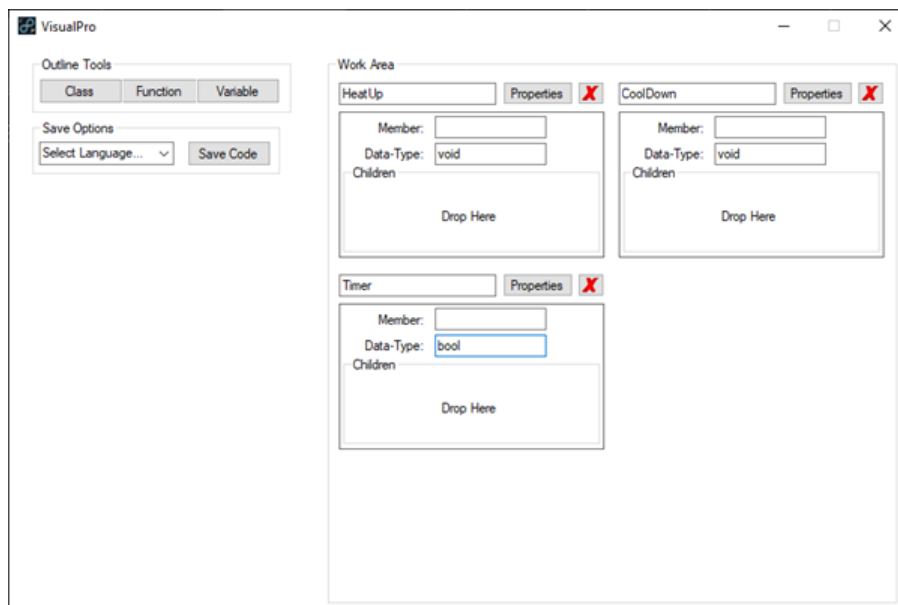 VisualPro
Outline Tools
Class Function Variable
Save Options
Select Language... Save Code
Work Area
HeatUp Properties X CoolDown Properties X
Member: Member:
Data-Type: void Data-Type: void
Children Children
Drop Here Drop Here
Timer Properties X
Member:
Data-Type: bool
Children
Drop Here